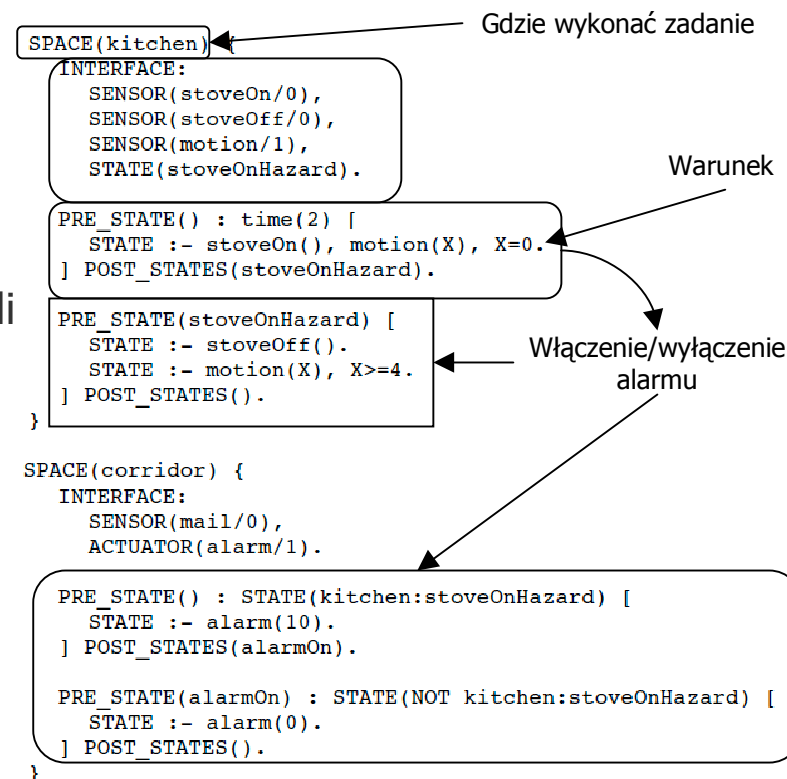 Gdzie wykonać zadanie
SPACE(kitchen) {
INTERFACE:
SENSOR(stoveOn/0),
SENSOR(stoveOff/0),
SENSOR(motion/1),
STATE(stoveOnHazard).
Warunek
PRE_STATE() : time(2) [
STATE :- stoveOn(), motion(X), X=0.
] POST_STATES(stoveOnHazard).
li
PRE_STATE(stoveOnHazard) [
STATE :- stoveOff().
STATE :- motion(X), X>=4.
] POST_STATES().
}
Włączenie/wyłączenie
alarmu
SPACE(corridor) {
INTERFACE:
SENSOR(mail/0),
ACTUATOR(alarm/1).
PRE_STATE() : STATE(kitchen:stoveOnHazard) [
STATE :- alarm(10).
] POST_STATES(alarmOn).
PRE_STATE(alarmOn) : STATE(NOT kitchen:stoveOnHazard) [
STATE :- alarm(0).
] POST_STATES().
}